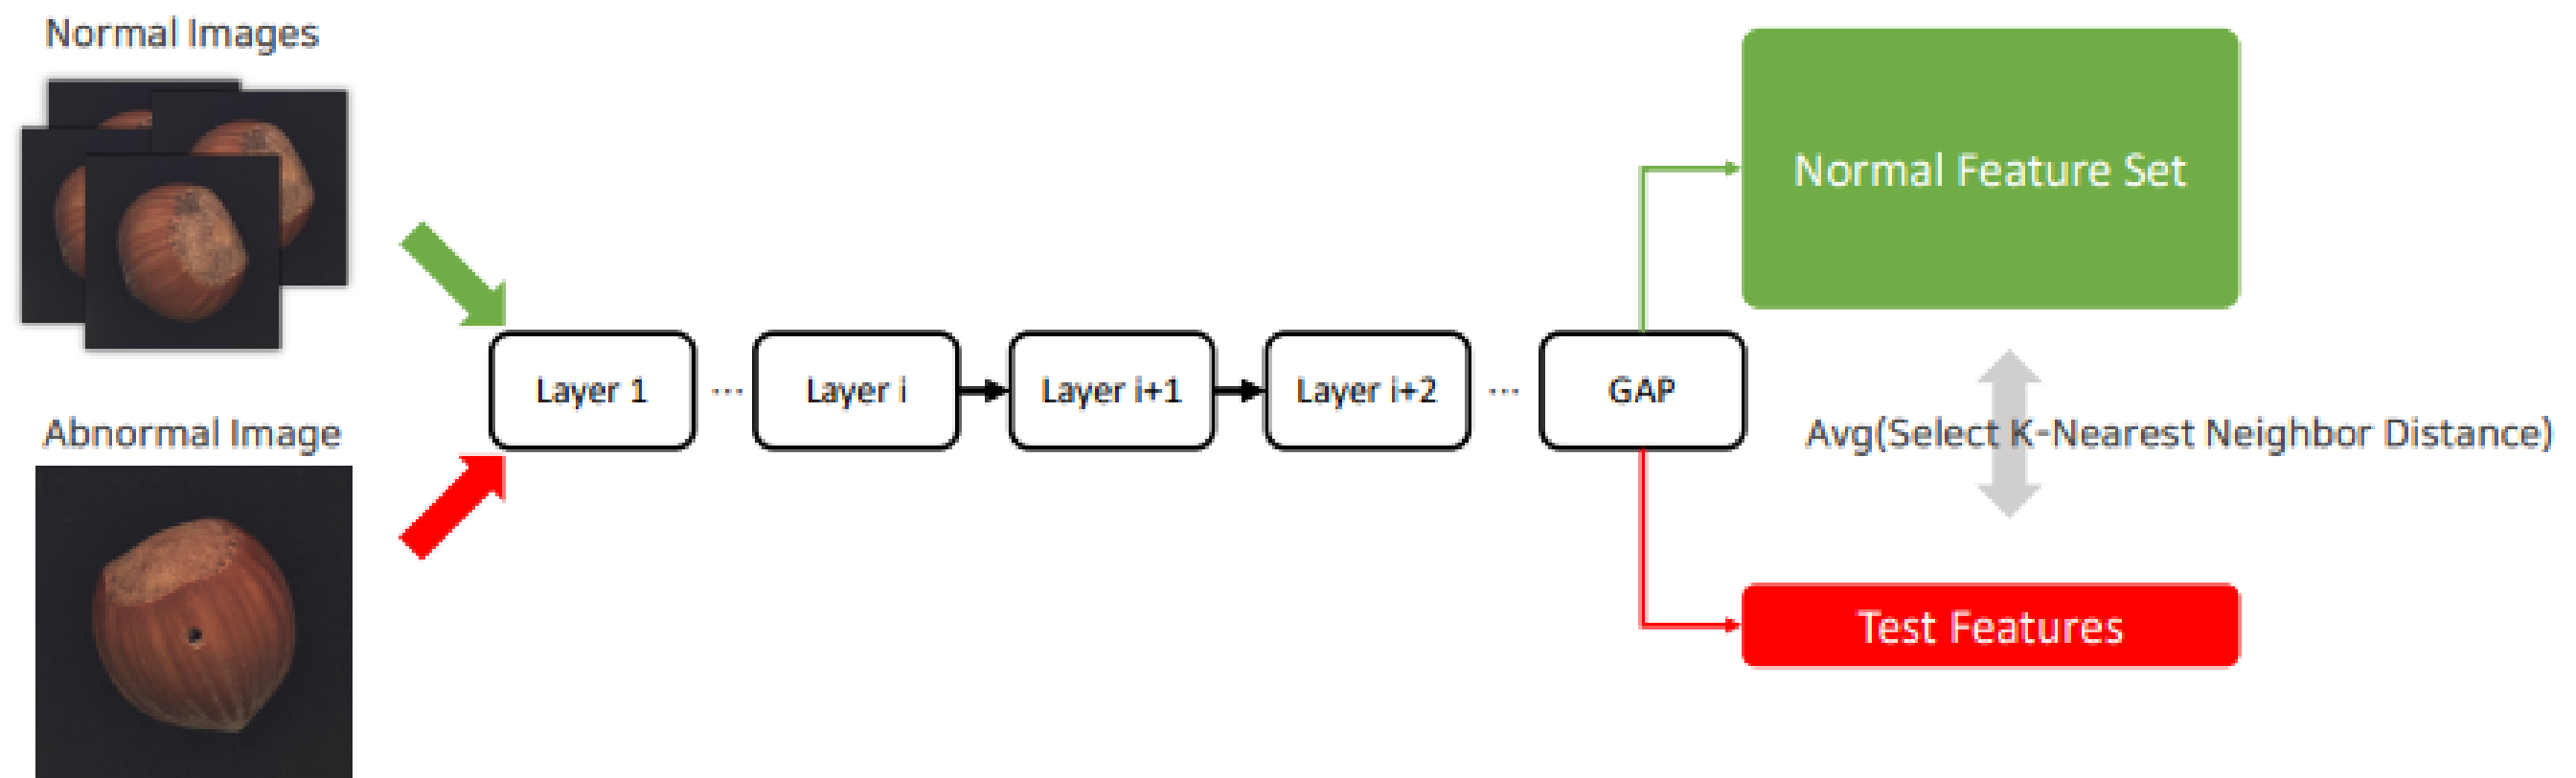 Normal Images
Normal Feature Set
Layer 1
...
Layer i
Layer i+1
Layer i+2
...
GAP
Abnormal Image
Avg(Select K-Nearest Neighbor Distance)
Test Features